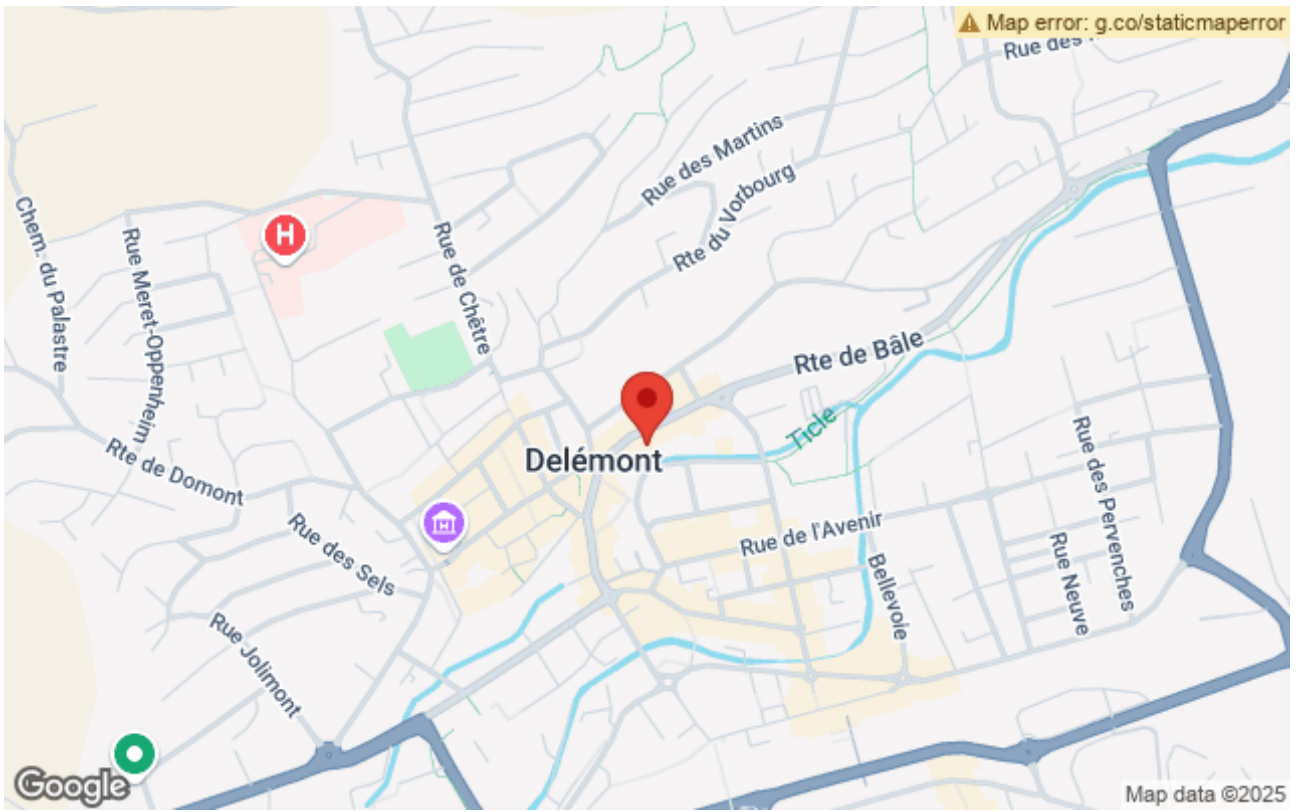 Map error: g.co/staticmaperror
Rue des
Rue des Martins
Rte du Vorbourg
Chem. du Palastre
Rue Meret-Oppenheim
H
Rue de Chêtre
Rte de Bâle
Ticle
Delémont
Rte de Domont
Rue des Sels
Rue de l'Avenir
Bellevoie
Rue Neuve
Rue des Pervenches
Rue Jolimont
Google
Map data ©2025